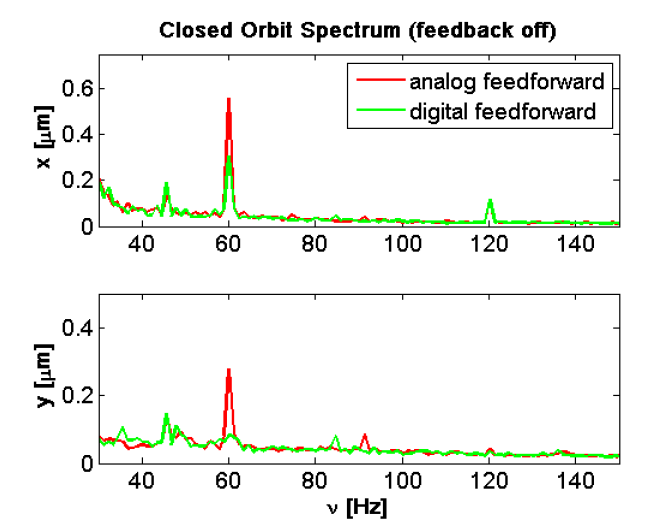 Closed Orbit Spectrum (feedback off)
x [μm]
0.6
0.4
0.2
0
analog feedforward
digital feedforward
40 60 80 100 120 140
y [μm]
0.4
0.2
0
40 60 80 100 120 140
ν [Hz]